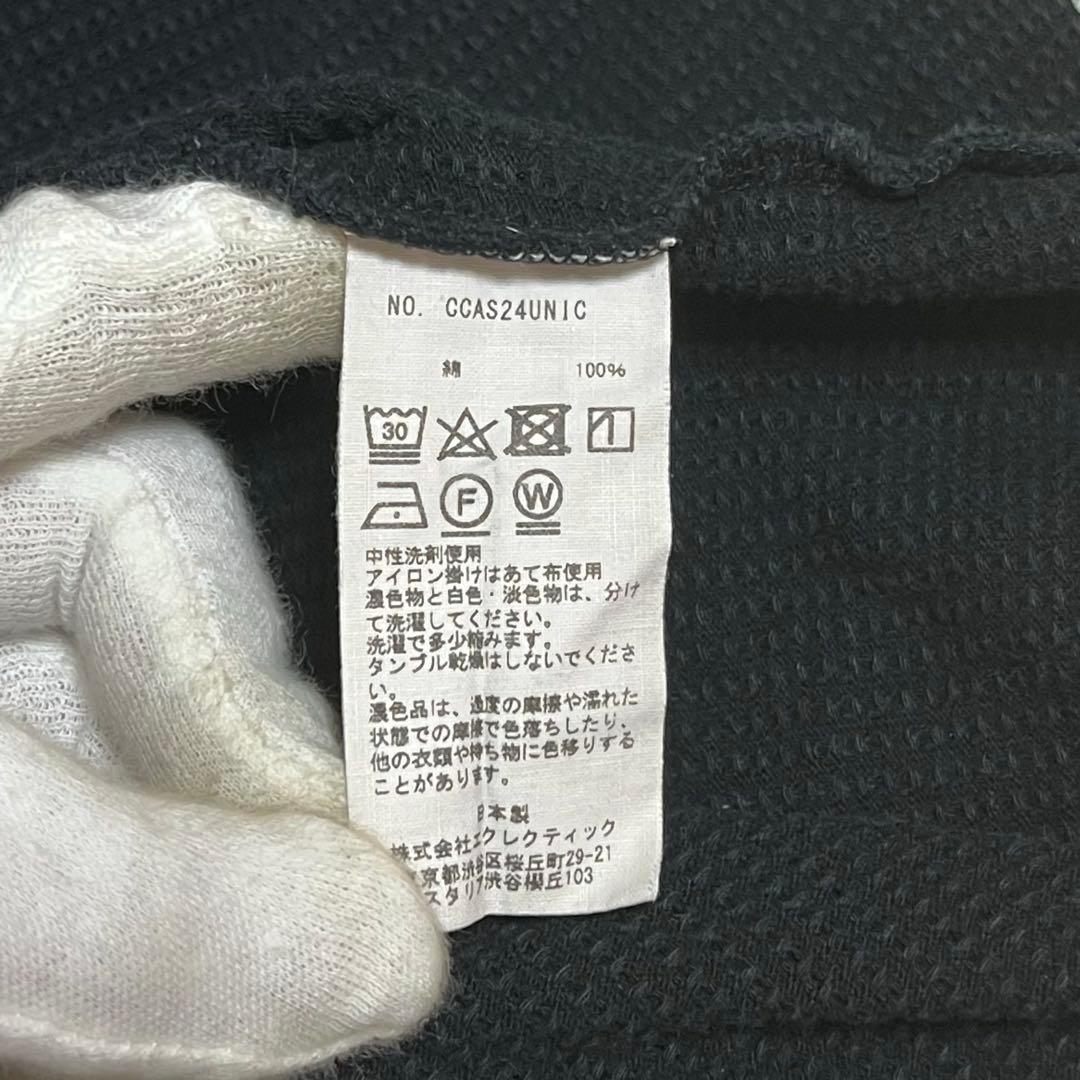 NO. CCAS24UNIC
綿 100%
30
F W
中性洗剤使用
アイロン掛けはあて布使用
濃色物と白色・淡色物は、分け
て洗濯してください。
洗濯で多少縮みます。
タンブル乾燥はしないでくださ
い。
濃色品は、過度の摩擦や濡れた
状態での摩擦で色落ちしたり、
他の衣類や持ち物に色移りする
ことがあります。
日本製
株式会社エクレクティック
京都渋谷区桜丘町29-21
スタリア渋谷櫻丘103